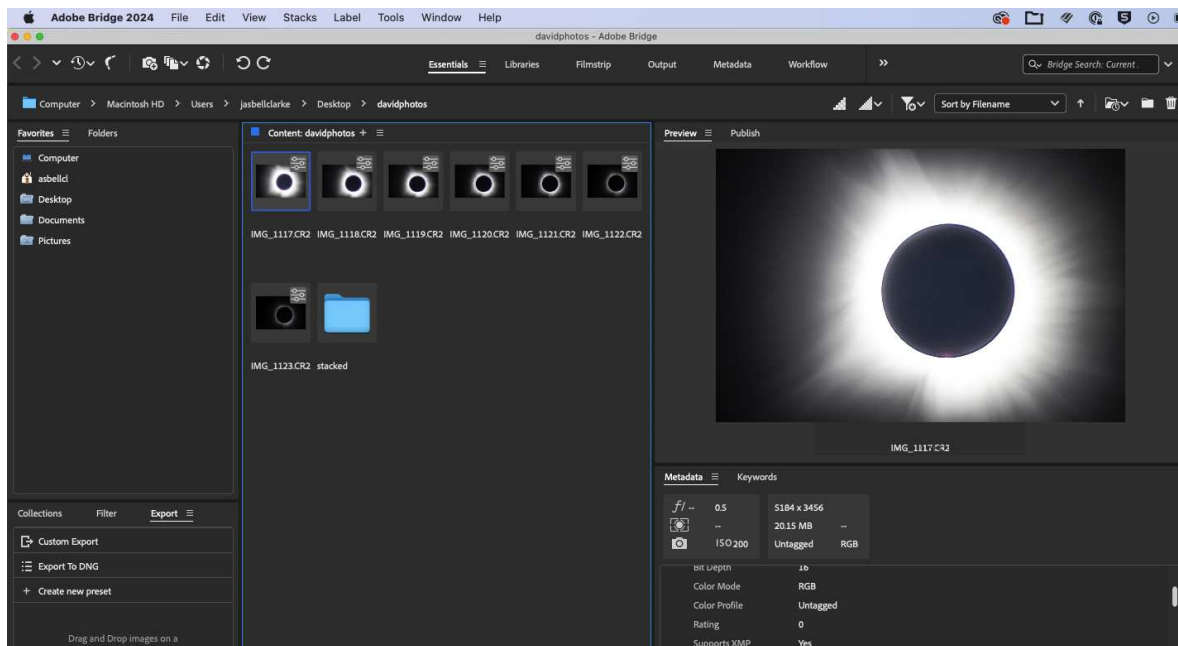 Adobe Bridge 2024 File Edit View Stacks Label Tools Window Help
davidphotos - Adobe Bridge
Essentials Libraries Filmstrip Output Metadata Workflow
Bridge Search: Current.
Computer > Macintosh HD > Users > jasbellclarke > Desktop > davidphotos
Sort by Filename
Favorites Folders
Computer
asbellcl
Desktop
Documents
Pictures
Content: davidphotos
IMG_1117.CR2 IMG_1118.CR2 IMG_1119.CR2 IMG_1120.CR2 IMG_1121.CR2 IMG_1122.CR2
IMG_1123.CR2 stacked
Preview Publish
IMG_1117.CR2
Collections Filter Export
Custom Export
Export To DNG
+ Create new preset
Drag and Drop images on a
Metadata Keywords
f/ -- 0.5
--
ISO 200
5184 x 3456
20.15 MB --
Untagged RGB
Bit Depth 16
Color Mode RGB
Color Profile Untagged
Rating 0
Supports XMP Yes